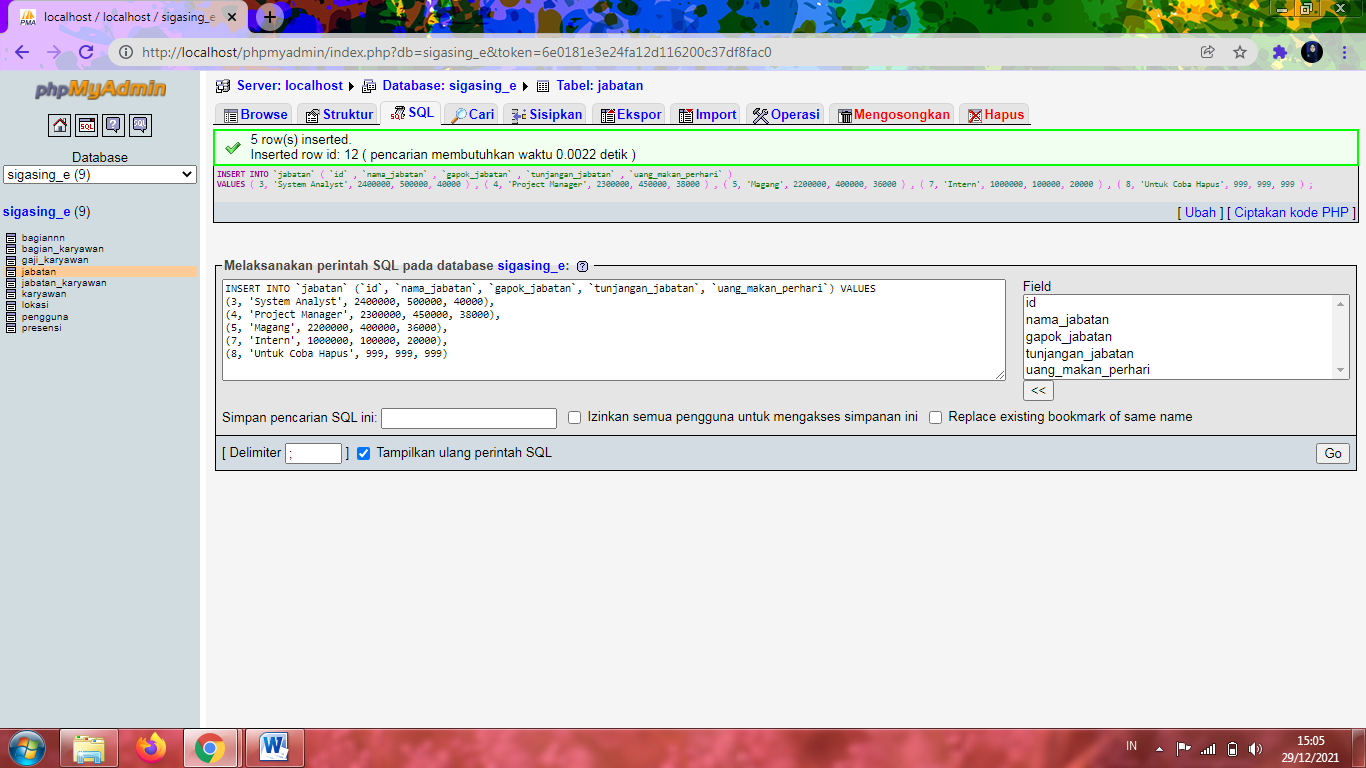 localhost / localhost / sigasing_e
http://localhost/phpmyadmin/index.php?db=sigasing_e&token=6e0181e3e24fa12d116200c37df8fac0
phpMyAdmin
Database
sigasing_e (9)
sigasing_e (9)
bagiannn
bagian_karyawan
gaji_karyawan
jabatan
jabatan_karyawan
karyawan
lokasi
pengguna
presensi
Server: localhost Database: sigasing_e Tabel: jabatan
Browse Struktur SQL Cari Sisipkan Ekspor Import Operasi Mengosongkan Hapus
5 row(s) inserted.
Inserted row id: 12 ( pencarian membutuhkan waktu 0.0022 detik )
INSERT INTO `jabatan` ( `id` , `nama_jabatan` , `gapok_jabatan` , `tunjangan_jabatan` , `uang_makan_perhari` )
VALUES ( 3, 'System Analyst', 2400000, 500000, 40000 ) , ( 4, 'Project Manager', 2300000, 450000, 38000 ) , ( 5, 'Magang', 2200000, 400000, 36000 ) , ( 7, 'Intern', 1000000, 100000, 20000 ) , ( 8, 'Untuk Coba Hapus', 999, 999, 999 ) ;
[ Ubah ] [ Ciptakan kode PHP ]
Melaksanakan perintah SQL pada database sigasing_e:
INSERT INTO `jabatan` (`id`, `nama_jabatan`, `gapok_jabatan`, `tunjangan_jabatan`, `uang_makan_perhari`) VALUES
(3, 'System Analyst', 2400000, 500000, 40000),
(4, 'Project Manager', 2300000, 450000, 38000),
(5, 'Magang', 2200000, 400000, 36000),
(7, 'Intern', 1000000, 100000, 20000),
(8, 'Untuk Coba Hapus', 999, 999, 999)
Field
id
nama_jabatan
gapok_jabatan
tunjangan_jabatan
uang_makan_perhari
<<
Simpan pencarian SQL ini: Izinkan semua pengguna untuk mengakses simpanan ini Replace existing bookmark of same name
[ Delimiter ; ] Tampilkan ulang perintah SQL
Go
IN
15:05
29/12/2021